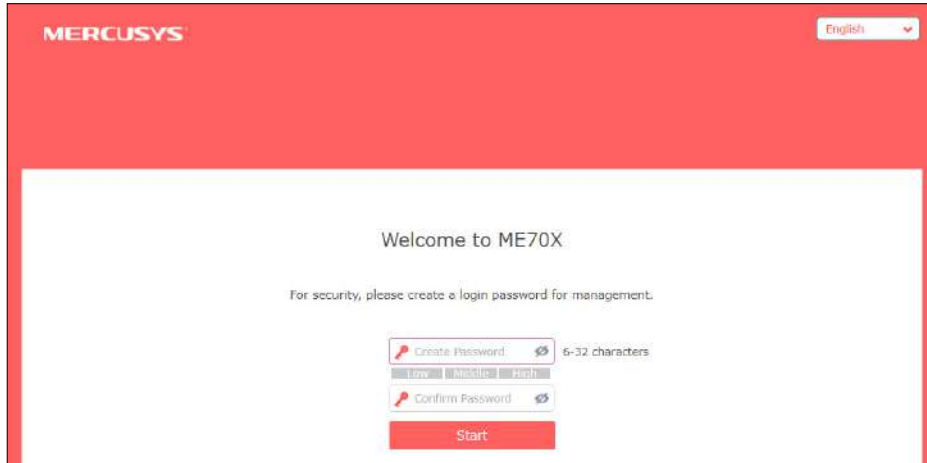 MERCUSYS
English
Welcome to ME70X
For security, please create a login password for management.
Create Password 6-32 characters
Low Middle High
Confirm Password
Start